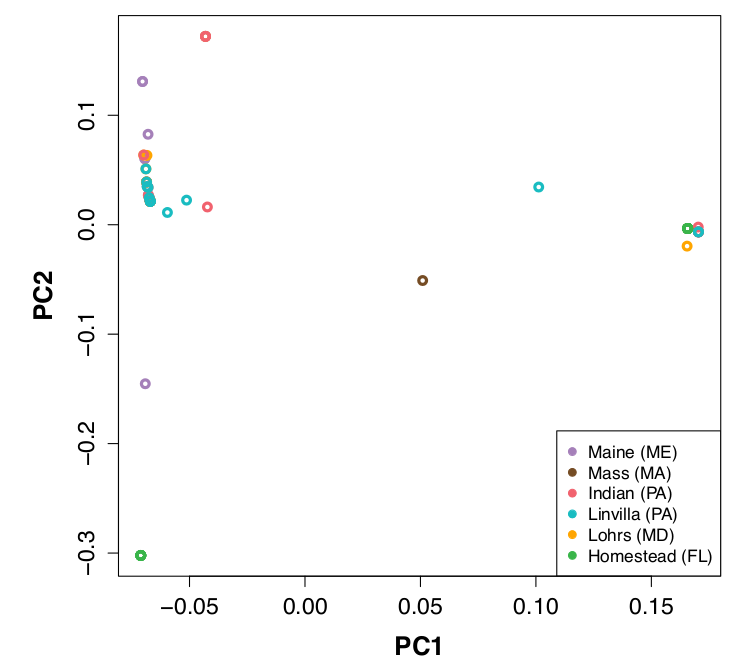 0.1
0.0
−0.1
−0.2
−0.3
PC2
−0.05
0.00
0.05
0.10
0.15
PC1
Maine (ME)
Mass (MA)
Indian (PA)
Linvilla (PA)
Lohrs (MD)
Homestead (FL)